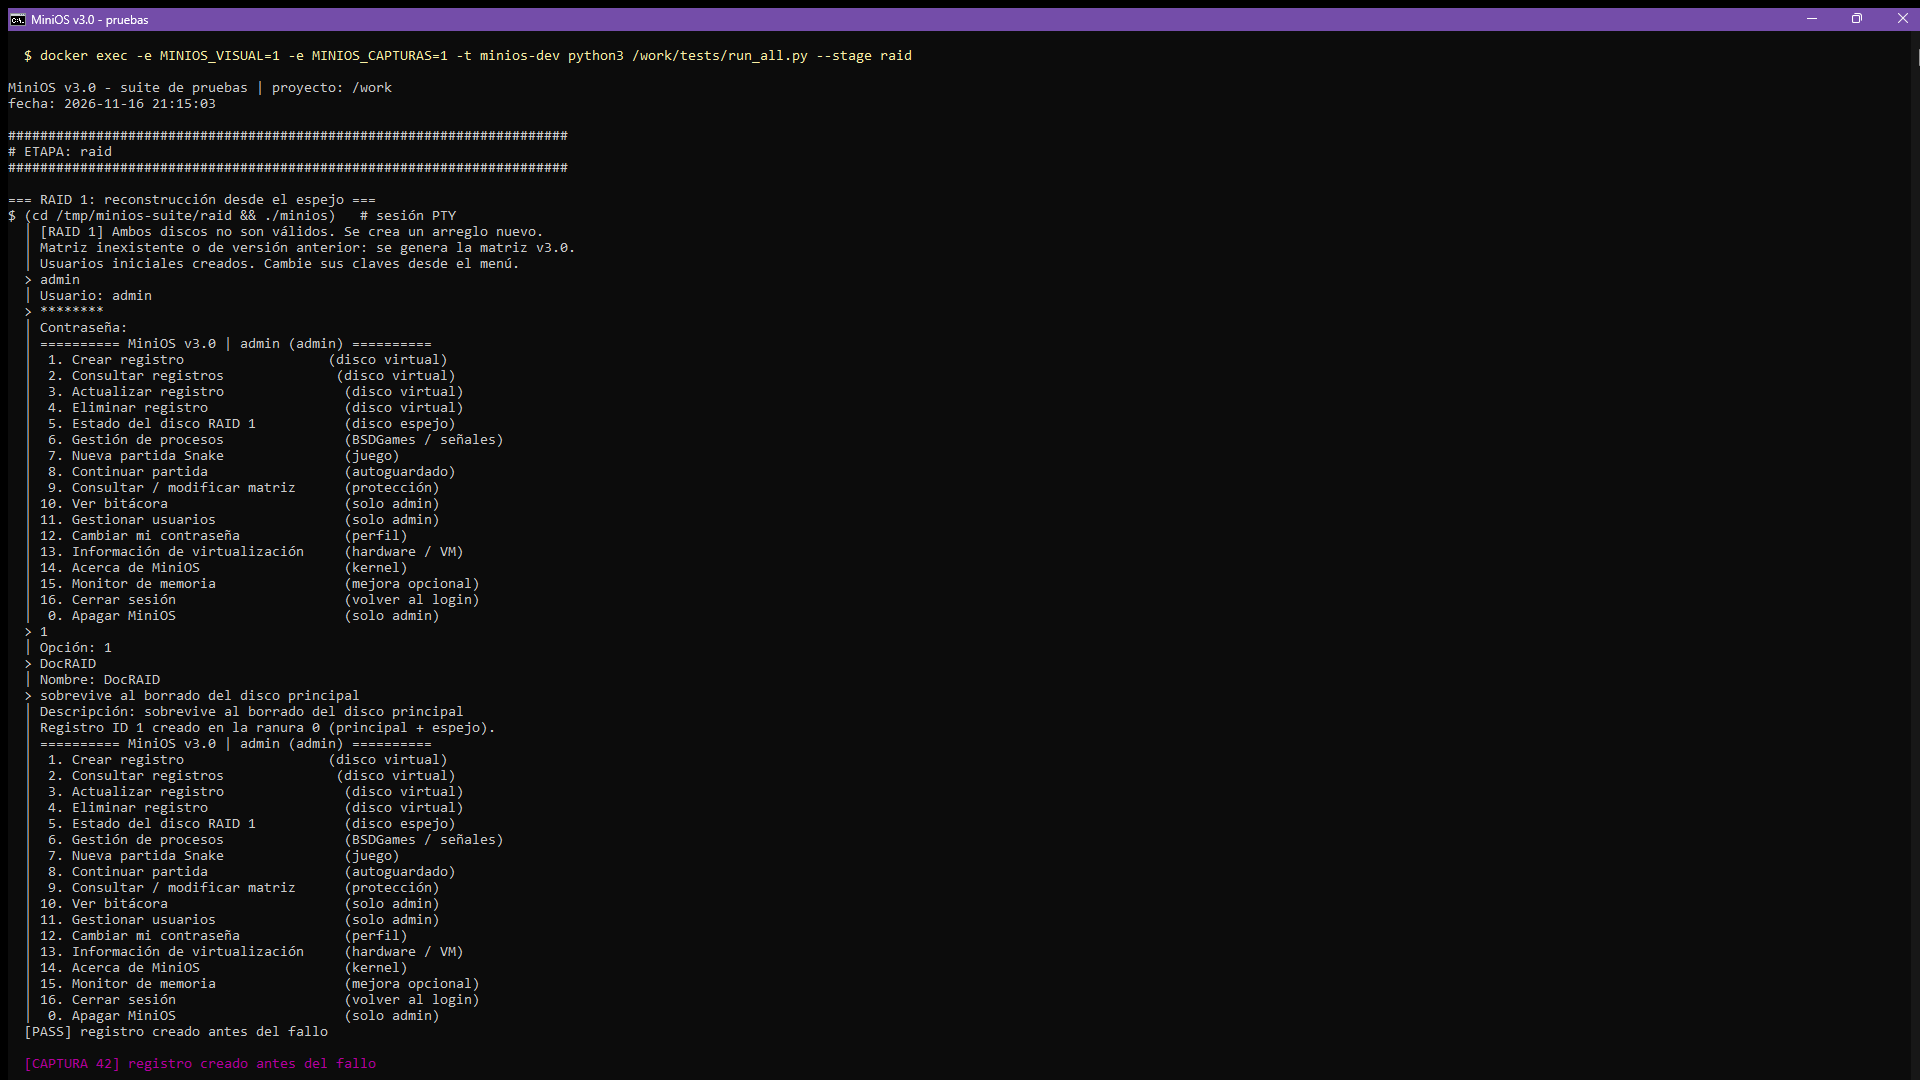 MiniOS v3.0 - pruebas
$ docker exec -e MINIOS_VISUAL=1 -e MINIOS_CAPTURAS=1 -t minios-dev python3 /work/tests/run_all.py --stage raid
MiniOS v3.0 - suite de pruebas | proyecto: /work
fecha: 2026-11-16 21:15:03
######################################################################
# ETAPA: raid
######################################################################
=== RAID 1: reconstrucción desde el espejo ===
$ (cd /tmp/minios-suite/raid && ./minios)   # sesión PTY
| [RAID 1] Ambos discos no son válidos. Se crea un arreglo nuevo.
| Matriz inexistente o de versión anterior: se genera la matriz v3.0.
| Usuarios iniciales creados. Cambie sus claves desde el menú.
> admin
| Usuario: admin
> ********
| Contraseña:
| ========== MiniOS v3.0 | admin (admin) ==========
|  1. Crear registro                  (disco virtual)
|  2. Consultar registros              (disco virtual)
|  3. Actualizar registro               (disco virtual)
|  4. Eliminar registro                 (disco virtual)
|  5. Estado del disco RAID 1           (disco espejo)
|  6. Gestión de procesos               (BSDGames / señales)
|  7. Nueva partida Snake               (juego)
|  8. Continuar partida                 (autoguardado)
|  9. Consultar / modificar matriz      (protección)
| 10. Ver bitácora                      (solo admin)
| 11. Gestionar usuarios                (solo admin)
| 12. Cambiar mi contraseña             (perfil)
| 13. Información de virtualización     (hardware / VM)
| 14. Acerca de MiniOS                  (kernel)
| 15. Monitor de memoria                (mejora opcional)
| 16. Cerrar sesión                     (volver al login)
|  0. Apagar MiniOS                     (solo admin)
> 1
| Opción: 1
> DocRAID
| Nombre: DocRAID
> sobrevive al borrado del disco principal
| Descripción: sobrevive al borrado del disco principal
| Registro ID 1 creado en la ranura 0 (principal + espejo).
| ========== MiniOS v3.0 | admin (admin) ==========
|  1. Crear registro                  (disco virtual)
|  2. Consultar registros              (disco virtual)
|  3. Actualizar registro               (disco virtual)
|  4. Eliminar registro                 (disco virtual)
|  5. Estado del disco RAID 1           (disco espejo)
|  6. Gestión de procesos               (BSDGames / señales)
|  7. Nueva partida Snake               (juego)
|  8. Continuar partida                 (autoguardado)
|  9. Consultar / modificar matriz      (protección)
| 10. Ver bitácora                      (solo admin)
| 11. Gestionar usuarios                (solo admin)
| 12. Cambiar mi contraseña             (perfil)
| 13. Información de virtualización     (hardware / VM)
| 14. Acerca de MiniOS                  (kernel)
| 15. Monitor de memoria                (mejora opcional)
| 16. Cerrar sesión                     (volver al login)
|  0. Apagar MiniOS                     (solo admin)
[PASS] registro creado antes del fallo
[CAPTURA 42] registro creado antes del fallo